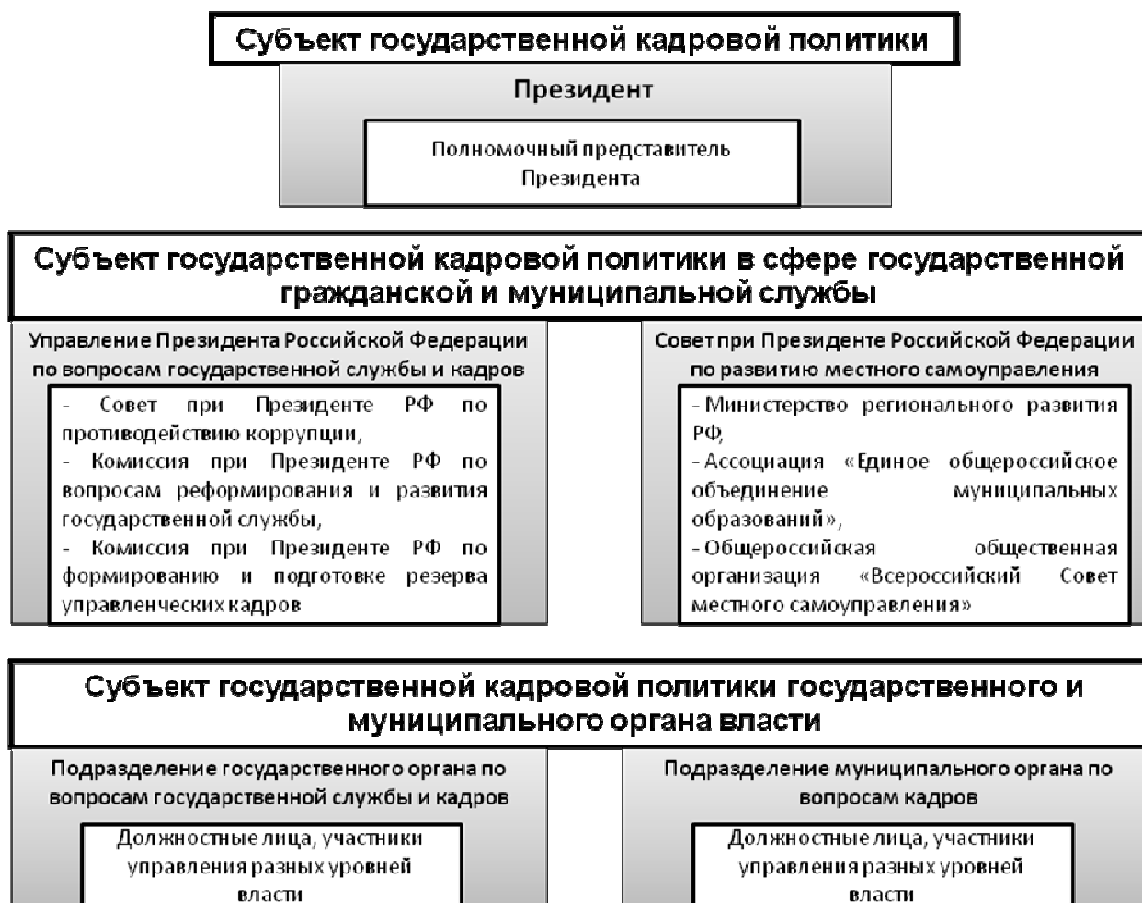 Субъект государственной кадровой политики
Президент
Полномочный представитель
Президента
Субъект государственной кадровой политики в сфере государственной
гражданской и муниципальной службы
Управление Президента Российской Федерации
по вопросам государственной службы и кадров
- Совет при Президенте РФ по
противодействию коррупции,
- Комиссия при Президенте РФ по
вопросам реформирования и развития
государственной службы,
- Комиссия при Президенте РФ по
формированию и подготовке резерва
управленческих кадров
Совет при Президенте Российской Федерации
по развитию местного самоуправления
- Министерство регионального развития
РФ,
- Ассоциация «Единое общероссийское
объединение муниципальных
образований»,
- Общероссийская общественная
организация «Всероссийский Совет
местного самоуправления»
Субъект государственной кадровой политики государственного и
муниципального органа власти
Подразделение государственного органа по
вопросам государственной службы и кадров
Должностные лица, участники
управления разных уровней
власти
Подразделение муниципального органа по
вопросам кадров
Должностные лица, участники
управления разных уровней
власти